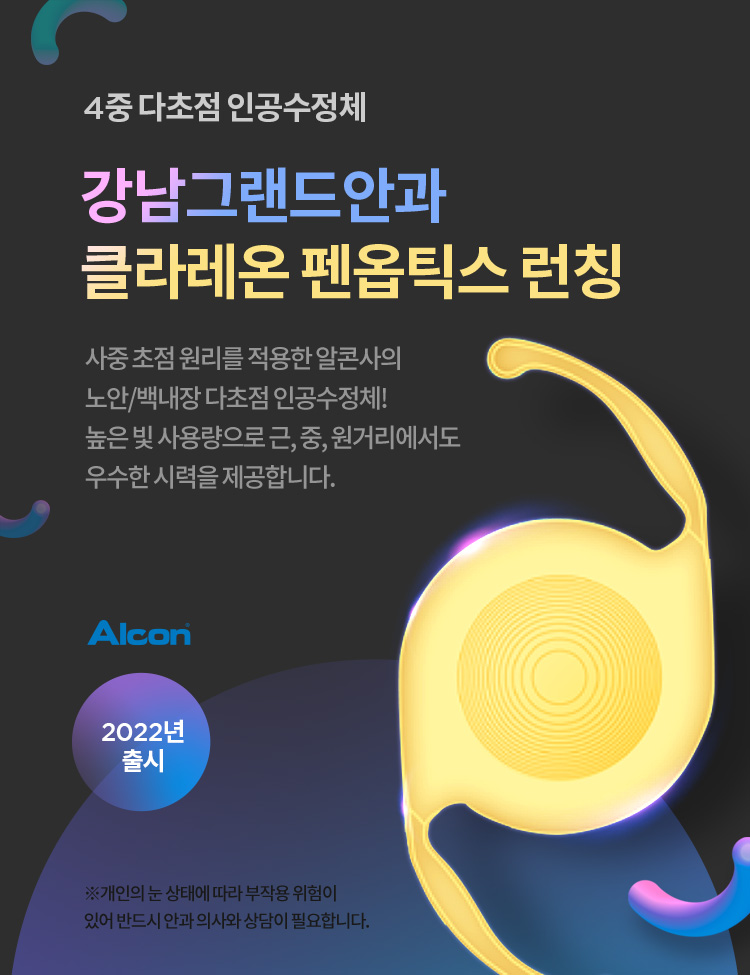 4중 다초점 인공수정체
강남그랜드안과
클라레온 펜옵틱스 런칭
사중 초점 원리를 적용한 알콘사의
노안/백내장 다초점 인공수정체!
높은 빛 사용량으로 근, 중, 원거리에서도
우수한 시력을 제공합니다.
Alcon
2022년
출시
※개인의 눈 상태에 따라 부작용 위험이
있어 반드시 안과 의사와 상담이 필요합니다.